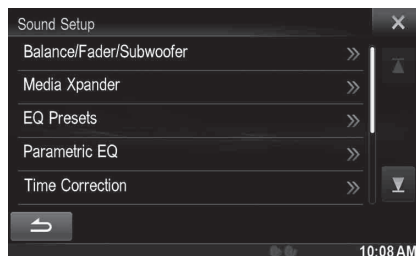 Sound Setup
Balance/Fader/Subwoofer
Media Xpander
EQ Presets
Parametric EQ
Time Correction
10:08 AM